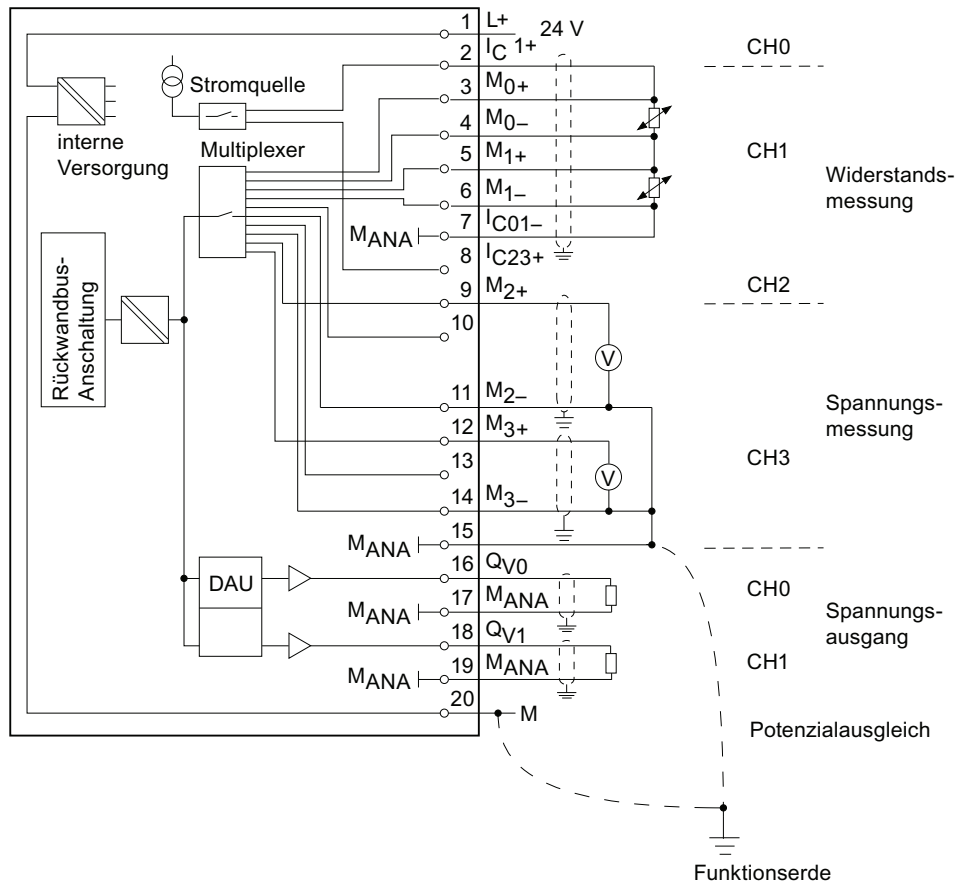 1 L+ 24 V
2 IC 1+
CH0
3 M0+
Stromquelle
4 M0–
interne
Versorgung
Multiplexer
5 M1+
CH1
6 M1–
Widerstands-
messung
MANA 7 IC01–
8 IC23+
9 M2+
CH2
Rückwandbus-
Anschaltung
10
V
11 M2–
Spannungs-
messung
12 M3+
13
CH3
V
14 M3–
MANA 15
16 QV0
DAU
CH0
MANA 17 MANA
Spannungs-
ausgang
18 QV1
CH1
MANA 19 MANA
20 M
Potenzialausgleich
Funktionserde